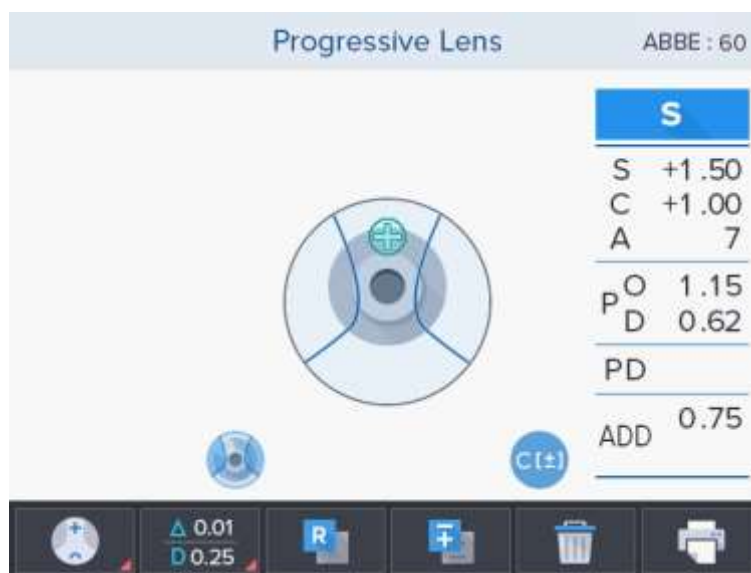 Progressive Lens
ABBE : 60
S
S +1.50
C +1.00
A 7
P O 1.15
D 0.62
PD
ADD 0.75
C(±)
Δ 0.01
D 0.25
R